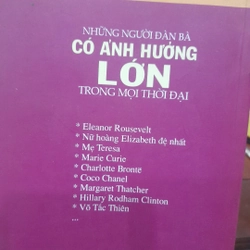 NHỮNG NGƯỜI ĐÀN BÀ
CÓ ẢNH HƯỞNG
LỚN
TRONG MỌI THỜI ĐẠI
* Eleanor Rousevelt
* Nữ hoàng Elizabeth đệ nhất
* Mẹ Teresa
* Marie Curie
* Charlotte Brontë
* Coco Chanel
* Margaret Thatcher
* Hillary Rodham Clinton
* Võ Tắc Thiên
...